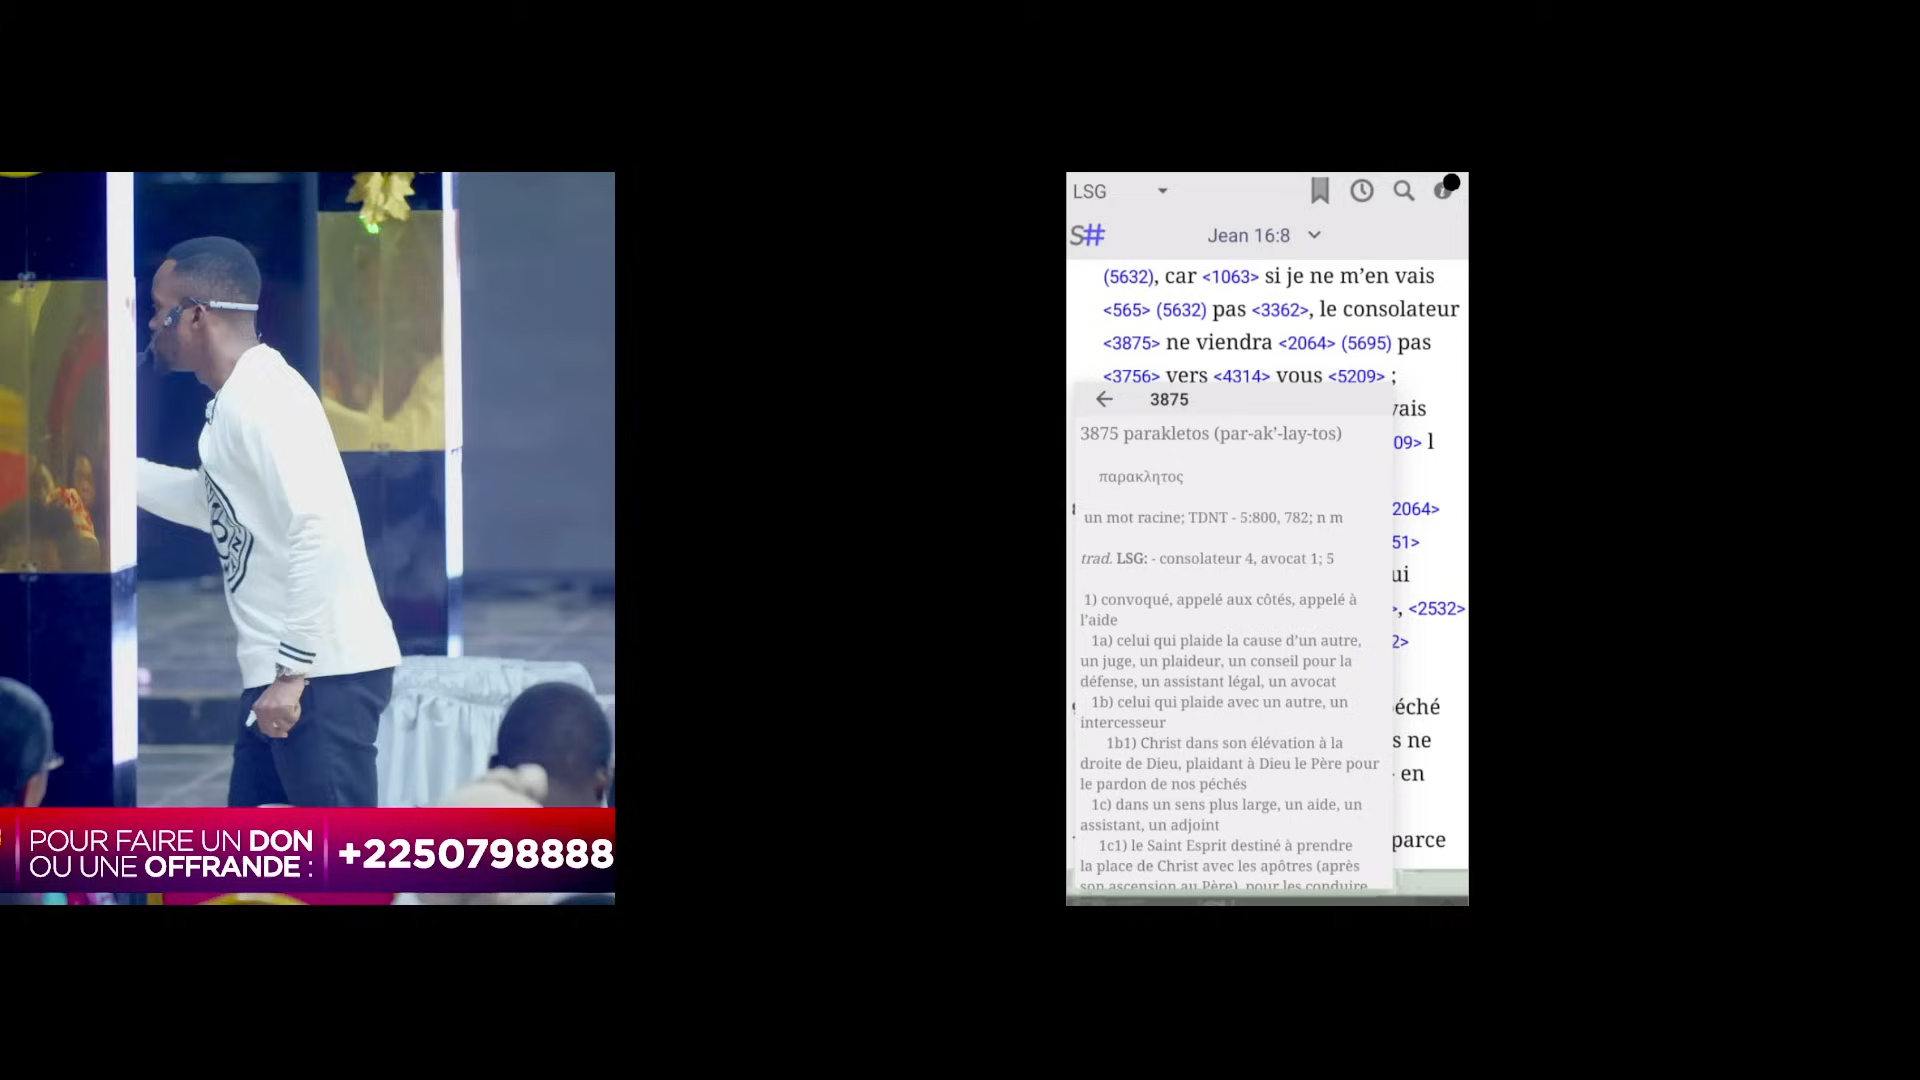 POUR FAIRE UN DON
OU UNE OFFRANDE :
+2250798888
LSG
S#
Jean 16:8
(5632), car <1063> si je ne m’en vais
<565> (5632) pas <3362>, le consolateur
<3875> ne viendra <2064> (5695) pas
<3756> vers <4314> vous <5209> ;
vais
09> l
2064>
51>
ui
>, <2532>
2>
éché
s ne
- en
parce
3875
3875 parakletos (par-ak’-lay-tos)
παρακλητος
un mot racine; TDNT - 5:800, 782; n m
trad. LSG: - consolateur 4, avocat 1; 5
1) convoqué, appelé aux côtés, appelé à
l’aide
1a) celui qui plaide la cause d’un autre,
un juge, un plaideur, un conseil pour la
défense, un assistant légal, un avocat
1b) celui qui plaide avec un autre, un
intercesseur
1b1) Christ dans son élévation à la
droite de Dieu, plaidant à Dieu le Père pour
le pardon de nos péchés
1c) dans un sens plus large, un aide, un
assistant, un adjoint
1c1) le Saint Esprit destiné à prendre
la place de Christ avec les apôtres (après
son ascension au Père), pour les conduire